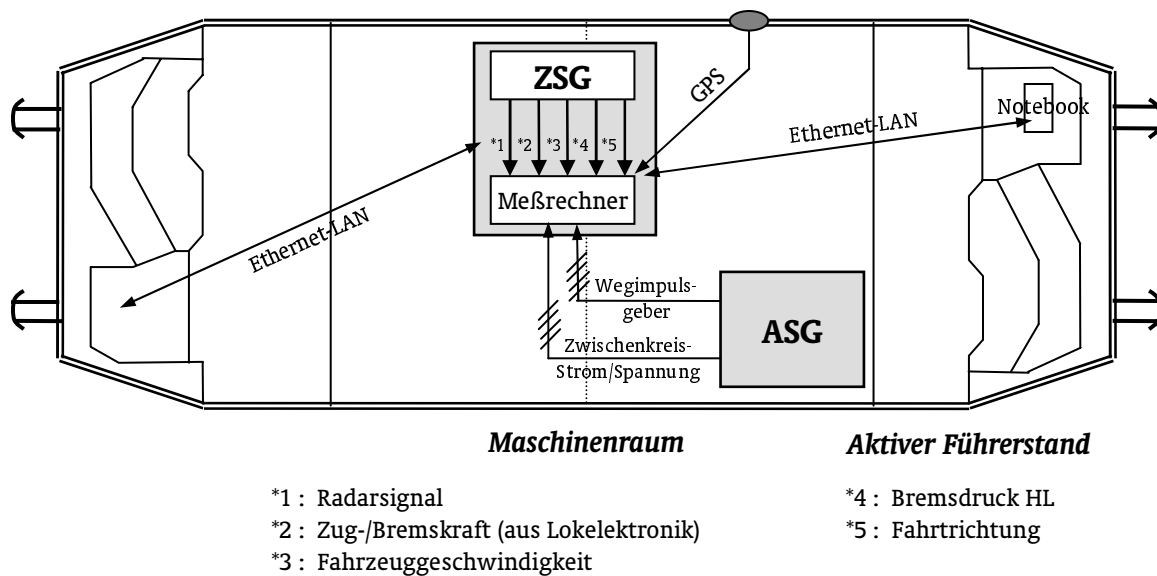 ZSG
GPS
Notebook
Ethernet-LAN
*1 *2 *3 *4 *5
Meßrechner
Ethernet-LAN
Wegimpuls-
geber
ASG
Zwischenkreis-
Strom/Spannung
Maschinenraum
Aktiver Führerstand
*1 : Radarsignal
*2 : Zug-/Bremskraft (aus Lokelektronik)
*3 : Fahrzeuggeschwindigkeit
*4 : Bremsdruck HL
*5 : Fahrtrichtung